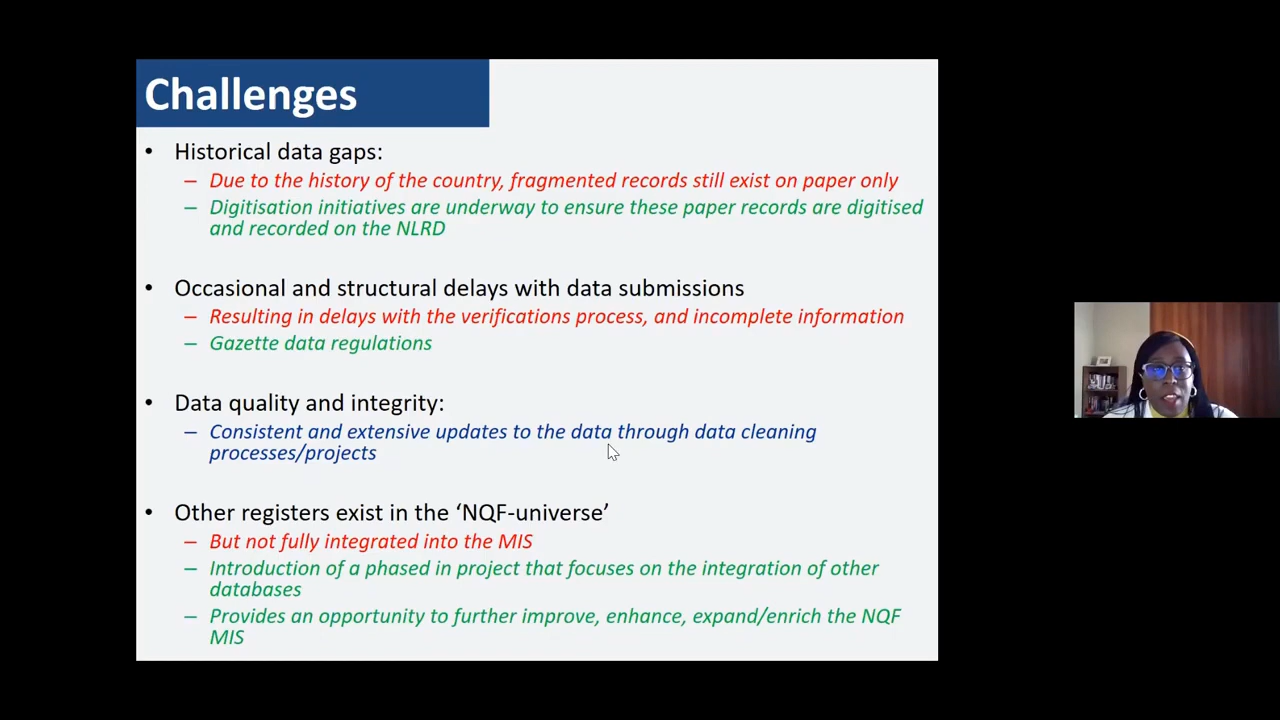 Challenges
• Historical data gaps:
– Due to the history of the country, fragmented records still exist on paper only
– Digitisation initiatives are underway to ensure these paper records are digitised
and recorded on the NLRD
• Occasional and structural delays with data submissions
– Resulting in delays with the verifications process, and incomplete information
– Gazette data regulations
• Data quality and integrity:
– Consistent and extensive updates to the data through data cleaning
processes/projects
• Other registers exist in the ‘NQF-universe’
– But not fully integrated into the MIS
– Introduction of a phased in project that focuses on the integration of other
databases
– Provides an opportunity to further improve, enhance, expand/enrich the NQF
MIS